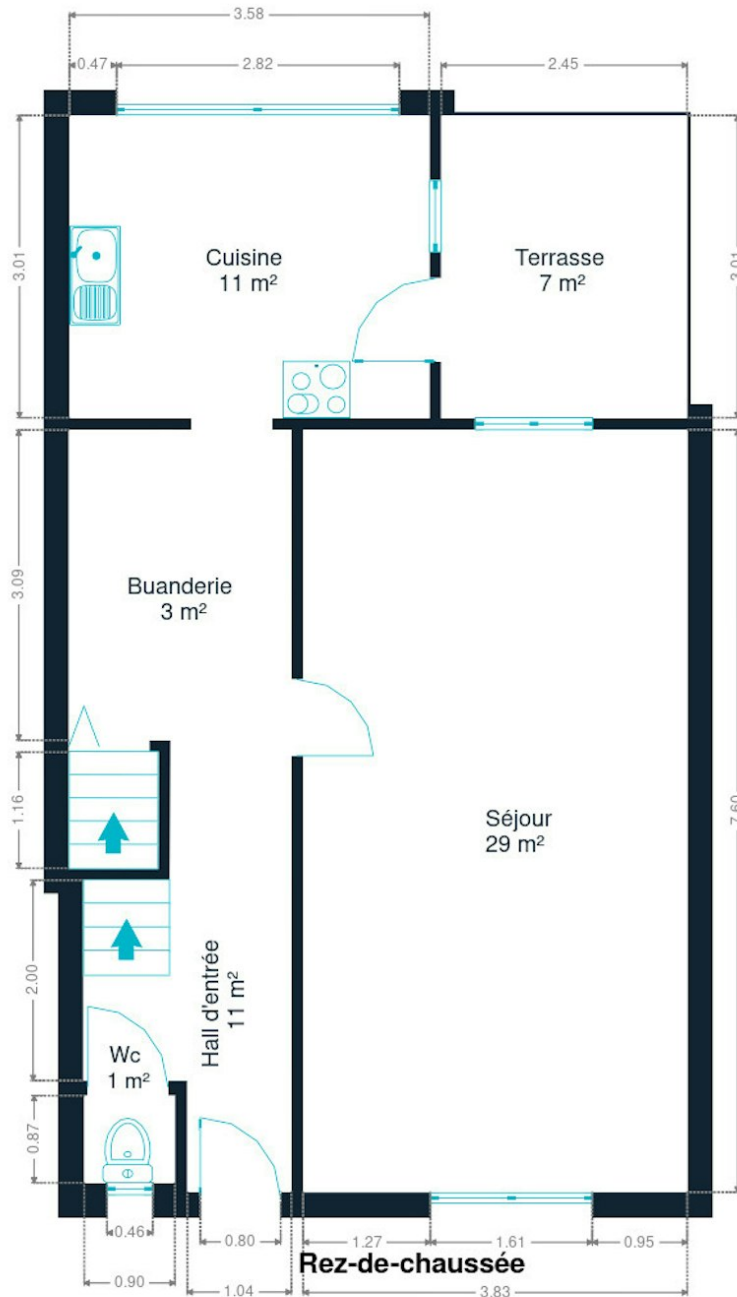 3.58
0.47
2.82
2.45
3.01
3.01
Cuisine
11 m²
Terrasse
7 m²
3.09
Buanderie
3 m²
1.16
Séjour
29 m²
7.60
2.00
Hall d'entrée
11 m²
Wc
1 m²
0.87
0.46
0.80
1.27
1.61
0.95
Rez-de-chaussée
0.90
1.04
3.83